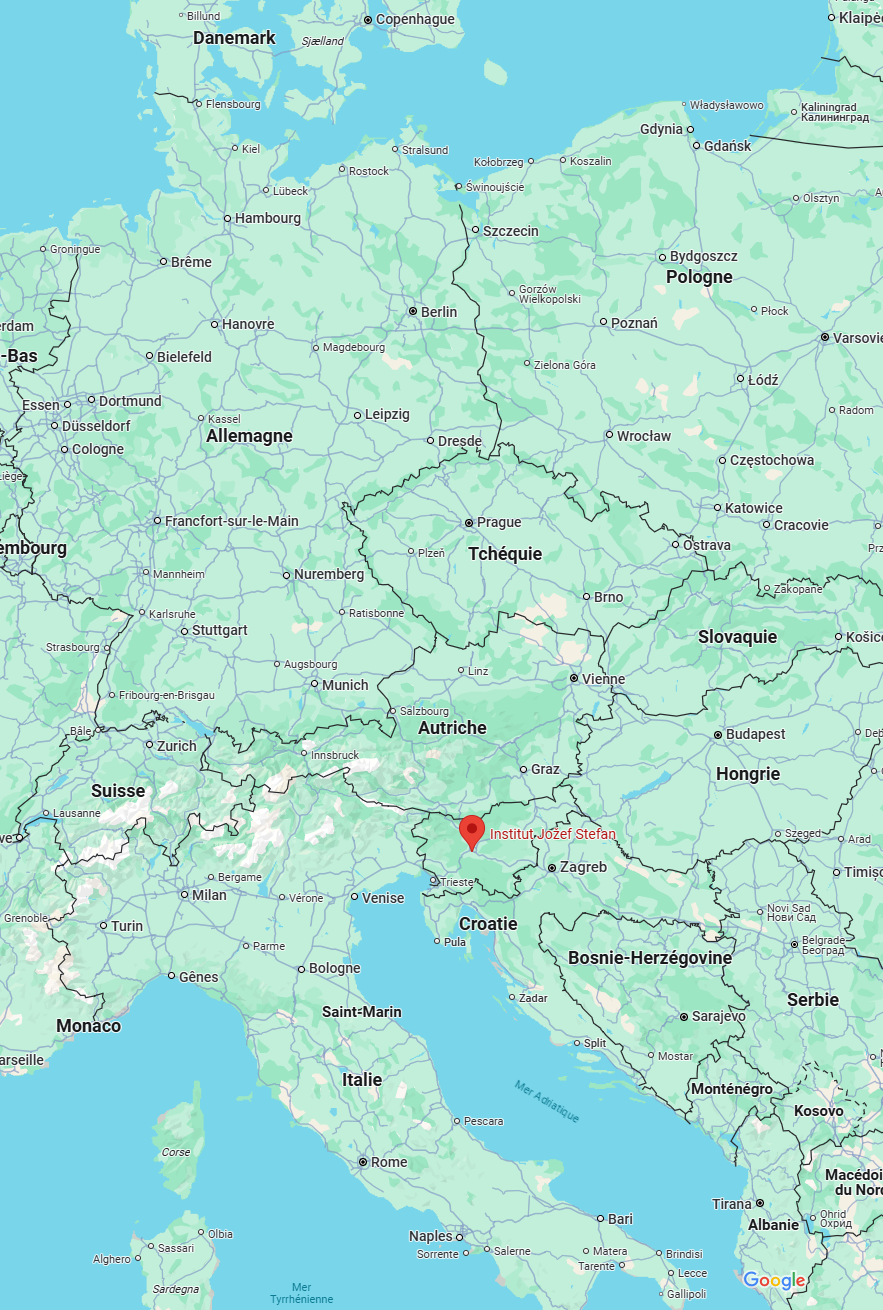 Billund
Copenhague
Klaipė
Danemark
Sjælland
Flensbourg
Władysławowo
Kaliningrad
Калининград
Gdynia
Gdańsk
Kiel
Stralsund
Kołobrzeg
Koszalin
Rostock
Lübeck
Świnoujście
Olsztyn
Hambourg
Szczecin
Groningue
Brême
Bydgoszcz
Pologne
Gorzów
Wielkopolski
Berlin
Płock
Hanovre
Poznań
erdam
Varsovie
Magdebourg
-Bas
Bielefeld
Zielona Góra
Łódź
Essen
Dortmund
Radom
Leipzig
Düsseldorf
Kassel
Allemagne
Dresde
Wrocław
Cologne
Częstochowa
Liège
Katowice
Francfort-sur-le-Main
Prague
Cracovie
embourg
Plzeň
Tchéquie
Ostrava
Prz
Mannheim
Nuremberg
Zakopane
Brno
Karlsruhe
Ratisbonne
Stuttgart
Slovaquie
Košice
Strasbourg
Augsbourg
Linz
Vienne
Munich
Fribourg-en-Brisgau
Salzbourg
Autriche
Bâle
Budapest
Deb
Zurich
Innsbruck
Graz
Hongrie
Suisse
Lausanne
Institut Jožef Stefan
Szeged
Arad
ve
Zagreb
Timișo
Bergame
Trieste
Milan
Vérone
Venise
Grenoble
Croatie
Novi Sad
Нови Сад
Turin
Pula
Parme
Belgrade
Београд
Bosnie-Herzégovine
Bologne
Gênes
Zadar
Serbie
Saint-Marin
Sarajevo
Monaco
Split
Mostar
arseille
Italie
Mer Adriatique
Monténégro
Kosovo
Pescara
Corse
Rome
Macédoi
du Nord
Tirana
Bari
Ohrid
Охрид
Albanie
Olbia
Naples
Sassari
Alghero
Sorrente
Salerne
Matera
Brindisi
Tarente
Lecce
Google
Sardegna
Mer
Tyrrhénienne
Gallipoli